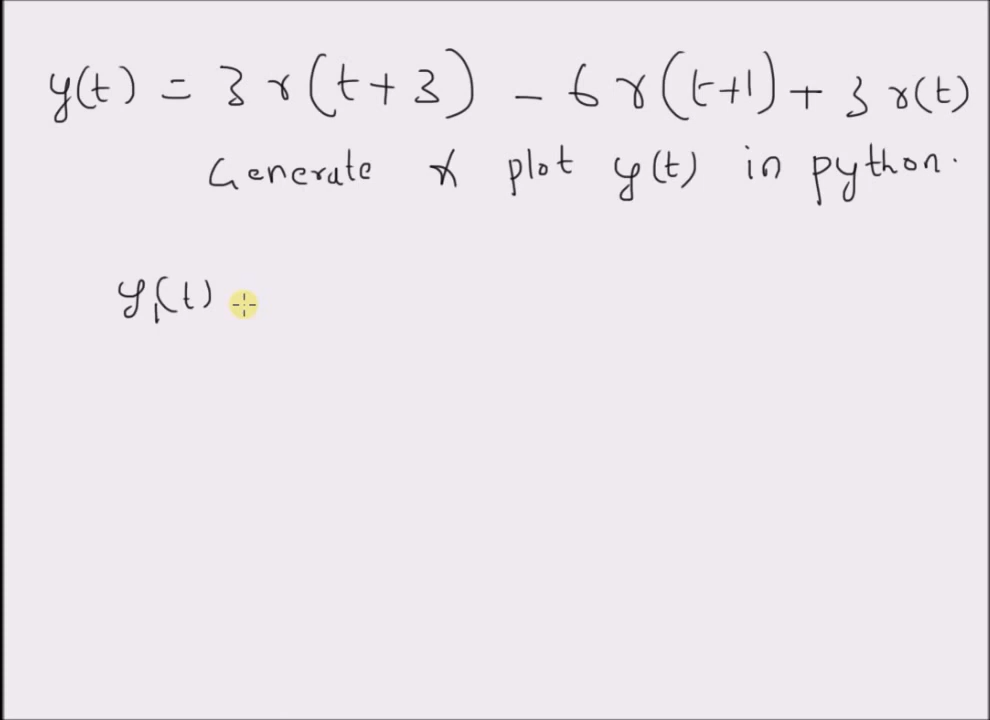 y(t) = 3 r(t+3) - 6 r(t+1) + 3 r(t)
Generate & plot y(t) in python.
y₁(t)